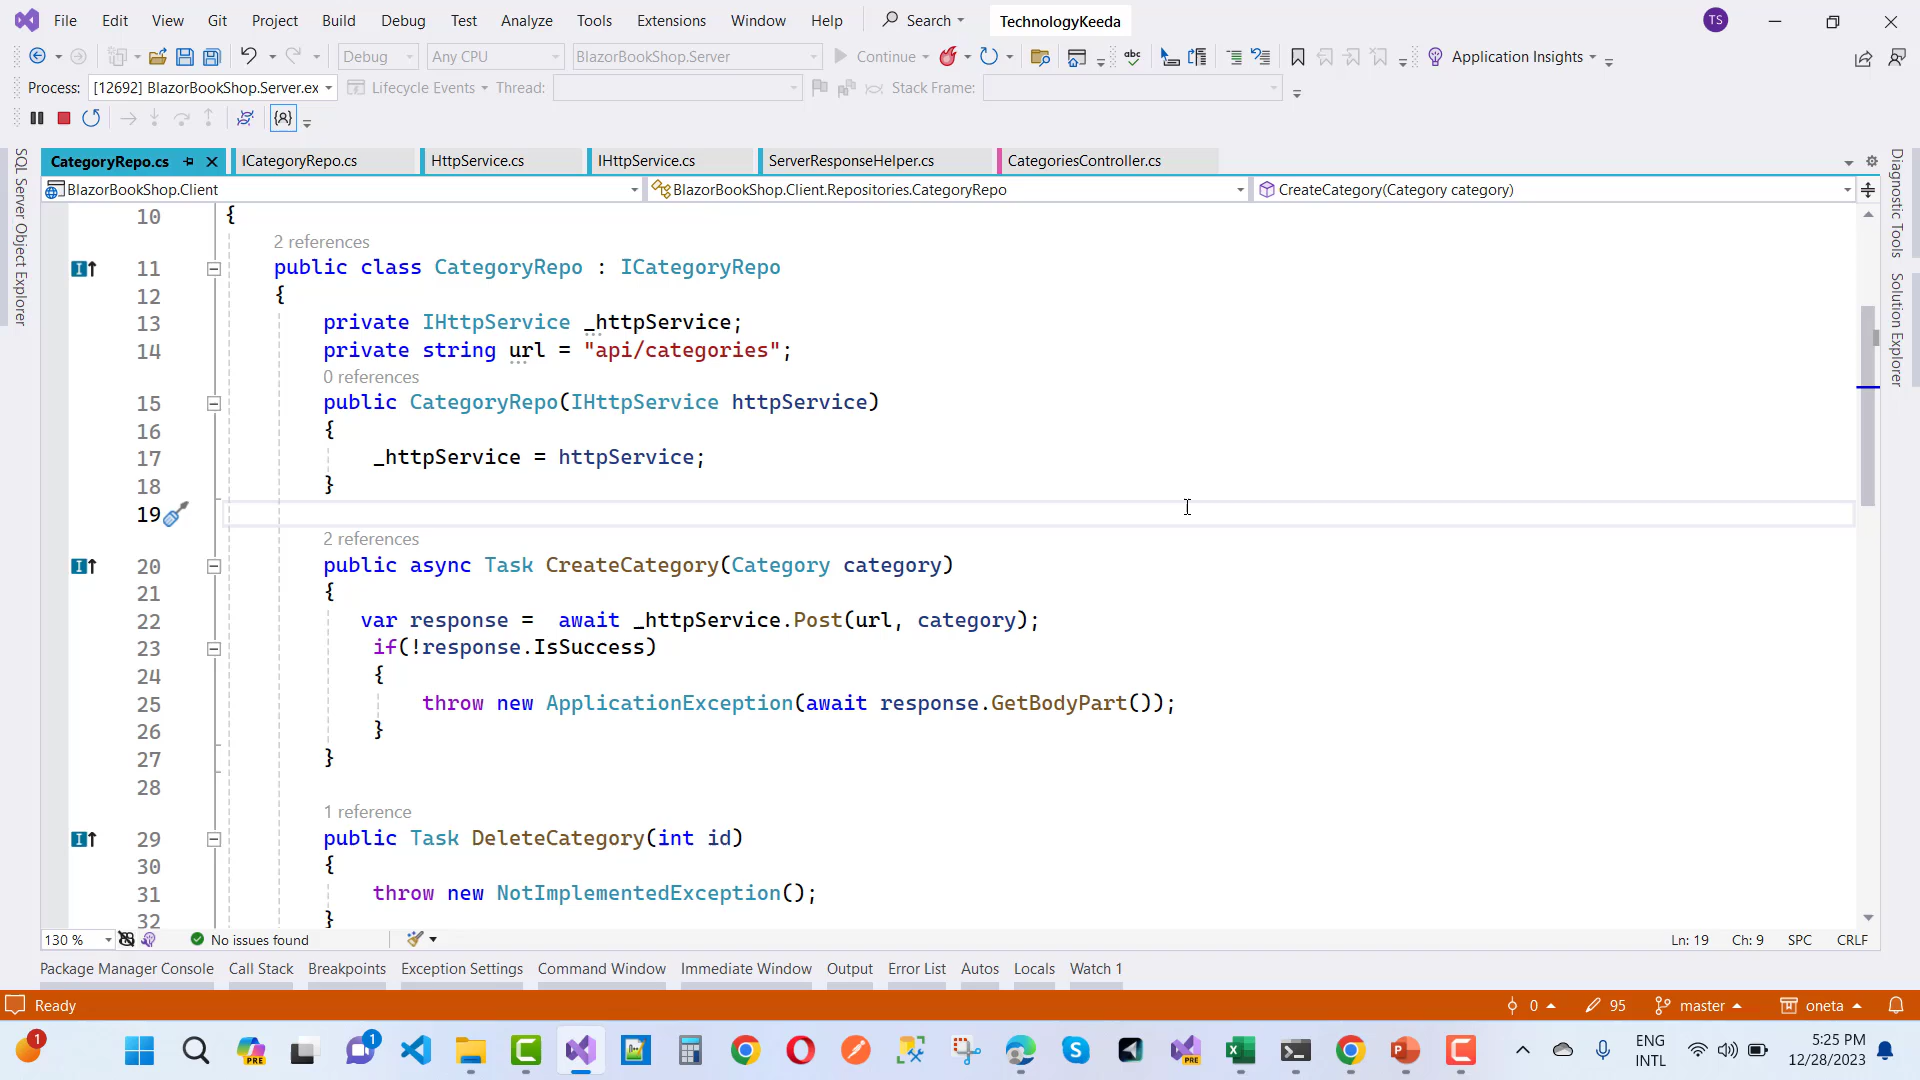 File Edit View Git Project Build Debug Test Analyze Tools Extensions Window Help Search TechnologyKeeda TS
Debug Any CPU BlazorBookShop.Server Continue Application Insights
Process: [12692] BlazorBookShop.Server.ex Lifecycle Events Thread: Stack Frame:
CategoryRepo.cs ICategoryRepo.cs HttpService.cs IHttpService.cs ServerResponseHelper.cs CategoriesController.cs
BlazorBookShop.Client BlazorBookShop.Client.Repositories.CategoryRepo CreateCategory(Category category)
SQL Server Object Explorer
Diagnostic Tools
Solution Explorer
10 {
2 references
11 public class CategoryRepo : ICategoryRepo
12 {
13 private IHttpService _httpService;
14 private string url = "api/categories";
0 references
15 public CategoryRepo(IHttpService httpService)
16 {
17 _httpService = httpService;
18 }
19
2 references
20 public async Task CreateCategory(Category category)
21 {
22 var response =  await _httpService.Post(url, category);
23 if(!response.IsSuccess)
24 {
25 throw new ApplicationException(await response.GetBodyPart());
26 }
27 }
28
1 reference
29 public Task DeleteCategory(int id)
30 {
31 throw new NotImplementedException();
32 }
130 % No issues found Ln: 19 Ch: 9 SPC CRLF
Package Manager Console Call Stack Breakpoints Exception Settings Command Window Immediate Window Output Error List Autos Locals Watch 1
Ready 0 95 master oneta
1 PRE 1 PRE ENG 5:25 PM
INTL 12/28/2023